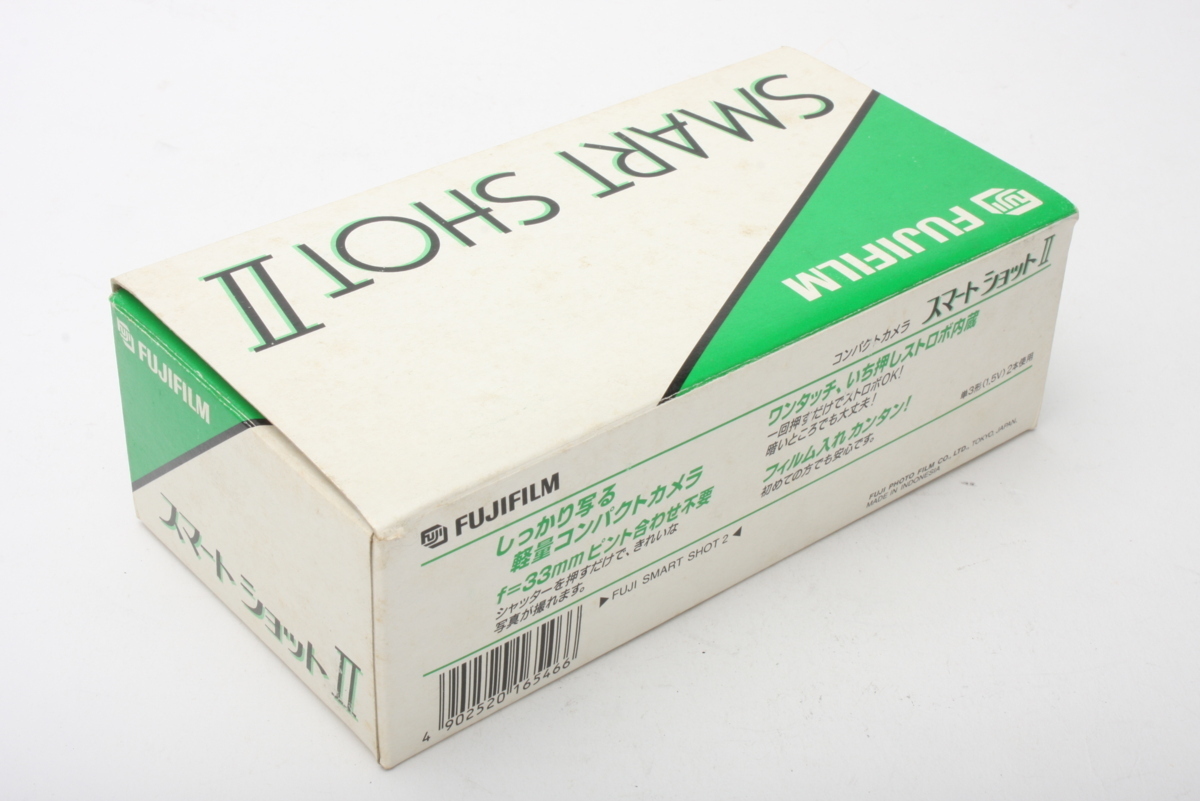 SMART SHOT II
FUJI FUJIFILM
FUJI FUJIFILM
スマート ショット II
FUJI FUJIFILM
しっかり写る
軽量コンパクトカメラ
f=33mm ピント合わせ不要
シャッターを押すだけで、きれいな
写真が撮れます。
▶FUJI SMART SHOT 2◀
4 902520 165466
コンパクトカメラ スマート ショット II
ワンタッチ、いち押しストロボ内蔵
一回押すだけでストロボOK!
暗いところでも大丈夫!
フィルム入れ カンタン!
初めての方でも安心です。
単3形(1.5V)2本使用
FUJI PHOTO FILM CO., LTD., TOKYO JAPAN.
MADE IN INDONESIA